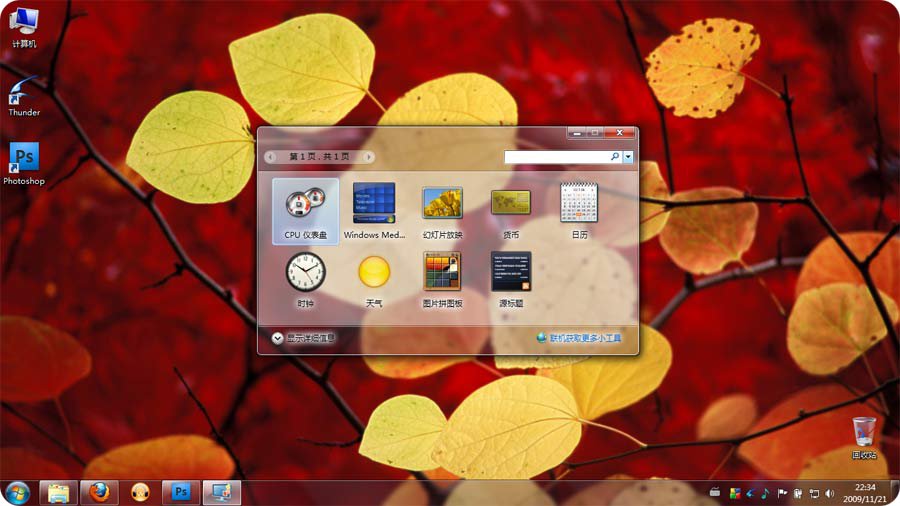 计算机
Thunder
Ps
Photoshop
第 1 页，共 1 页
CPU 仪表盘
Windows Med...
幻灯片放映
货币
日历
时钟
天气
图片拼图板
源标题
显示详细信息
联机获取更多小工具
回收站
Ps
22:34
2009/11/21